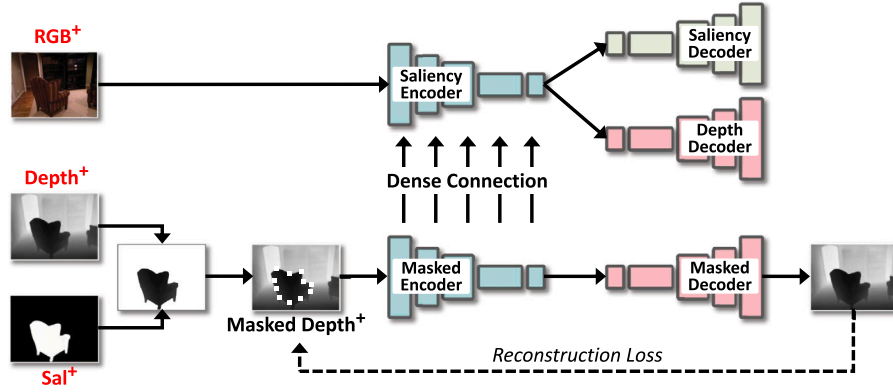 RGB+
Saliency
Encoder
Saliency
Decoder
Depth
Decoder
Dense Connection
Depth+
Sal+
Masked Depth+
Masked
Encoder
Masked
Decoder
Reconstruction Loss